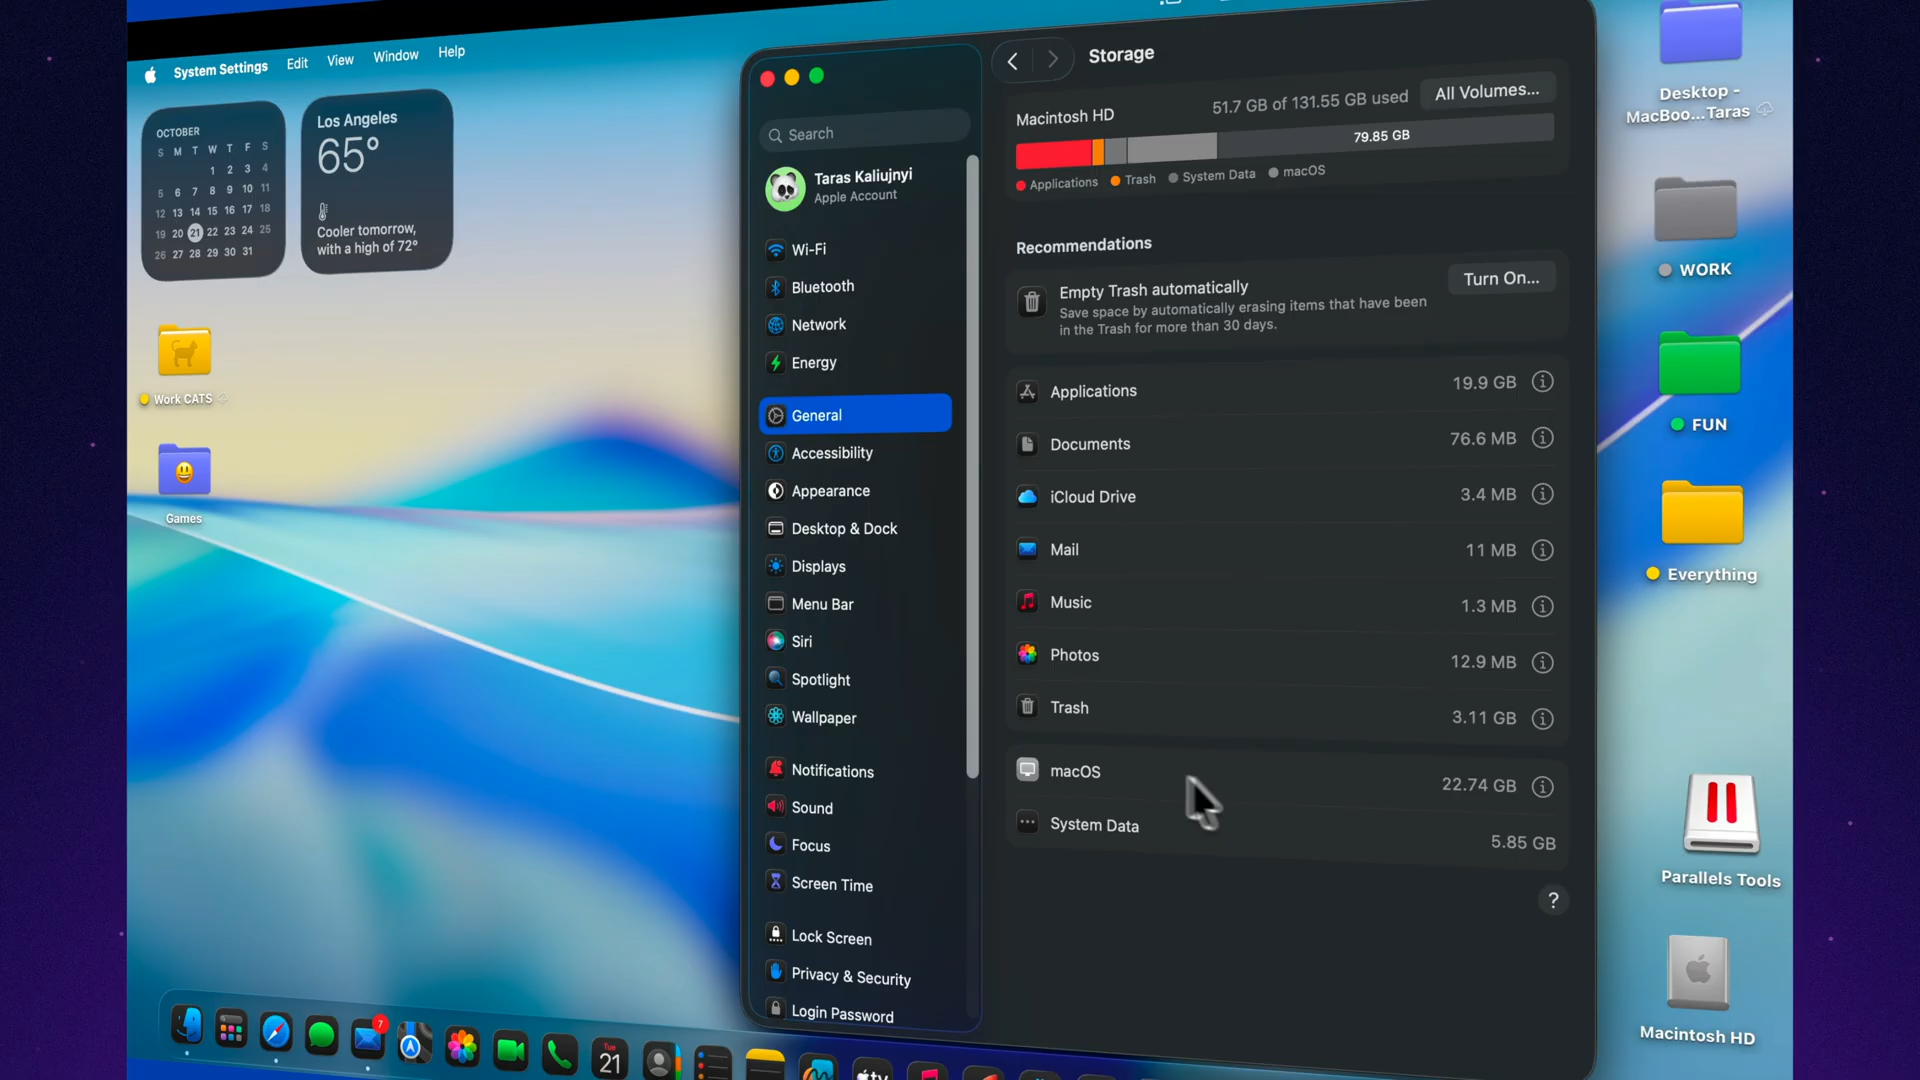 System Settings Edit View Window Help
OCTOBER
S M T W T F S
1 2 3 4
5 6 7 8 9 10 11
12 13 14 15 16 17 18
19 20 21 22 23 24 25
26 27 28 29 30 31
Los Angeles
65°
Cooler tomorrow,
with a high of 72°
Work CATS
Games
Search
Taras Kaliujnyi
Apple Account
Wi-Fi
Bluetooth
Network
Energy
General
Accessibility
Appearance
Desktop & Dock
Displays
Menu Bar
Siri
Spotlight
Wallpaper
Notifications
Sound
Focus
Screen Time
Lock Screen
Privacy & Security
Login Password
Storage
Macintosh HD 51.7 GB of 131.55 GB used All Volumes...
79.85 GB
Applications Trash System Data macOS
Recommendations
Empty Trash automatically Turn On...
Save space by automatically erasing items that have been
in the Trash for more than 30 days.
Applications 19.9 GB
Documents 76.6 MB
iCloud Drive 3.4 MB
Mail 11 MB
Music 1.3 MB
Photos 12.9 MB
Trash 3.11 GB
macOS 22.74 GB
System Data 5.85 GB
?
Desktop -
MacBoo...Taras
WORK
FUN
Everything
Parallels Tools
Macintosh HD
7
Tue
21
tv